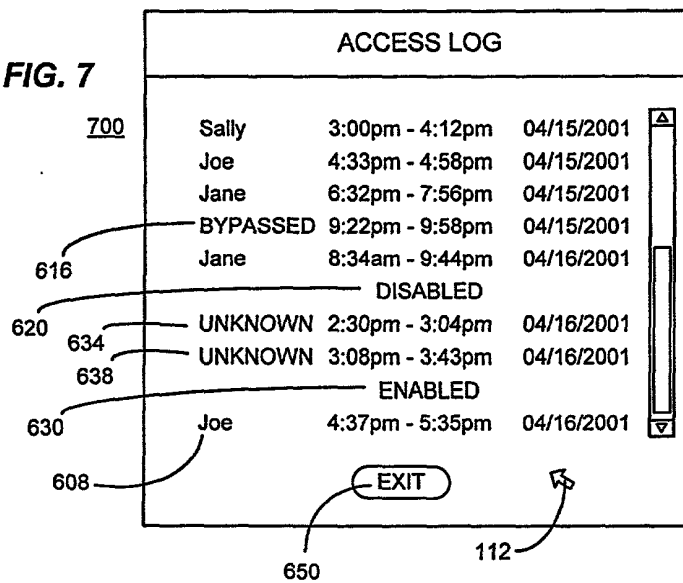 ACCESS LOG
FIG. 7
700
Sally 3:00pm - 4:12pm 04/15/2001
Joe 4:33pm - 4:58pm 04/15/2001
Jane 6:32pm - 7:56pm 04/15/2001
BYPASSED 9:22pm - 9:58pm 04/15/2001
616
Jane 8:34am - 9:44pm 04/16/2001
DISABLED
620
UNKNOWN 2:30pm - 3:04pm 04/16/2001
634
UNKNOWN 3:08pm - 3:43pm 04/16/2001
638
ENABLED
630
Joe 4:37pm - 5:35pm 04/16/2001
608
EXIT
112
650